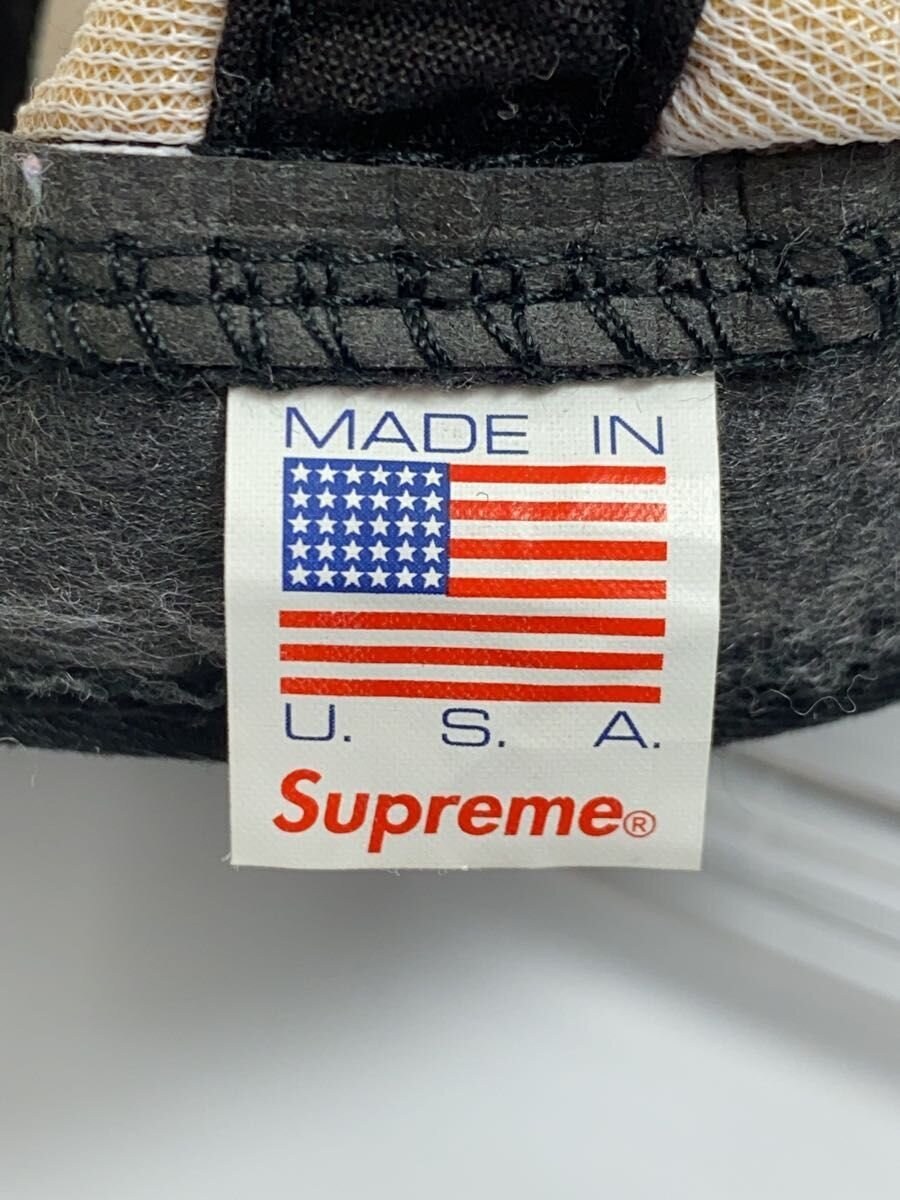 MADE IN
U. S. A.
Supreme®